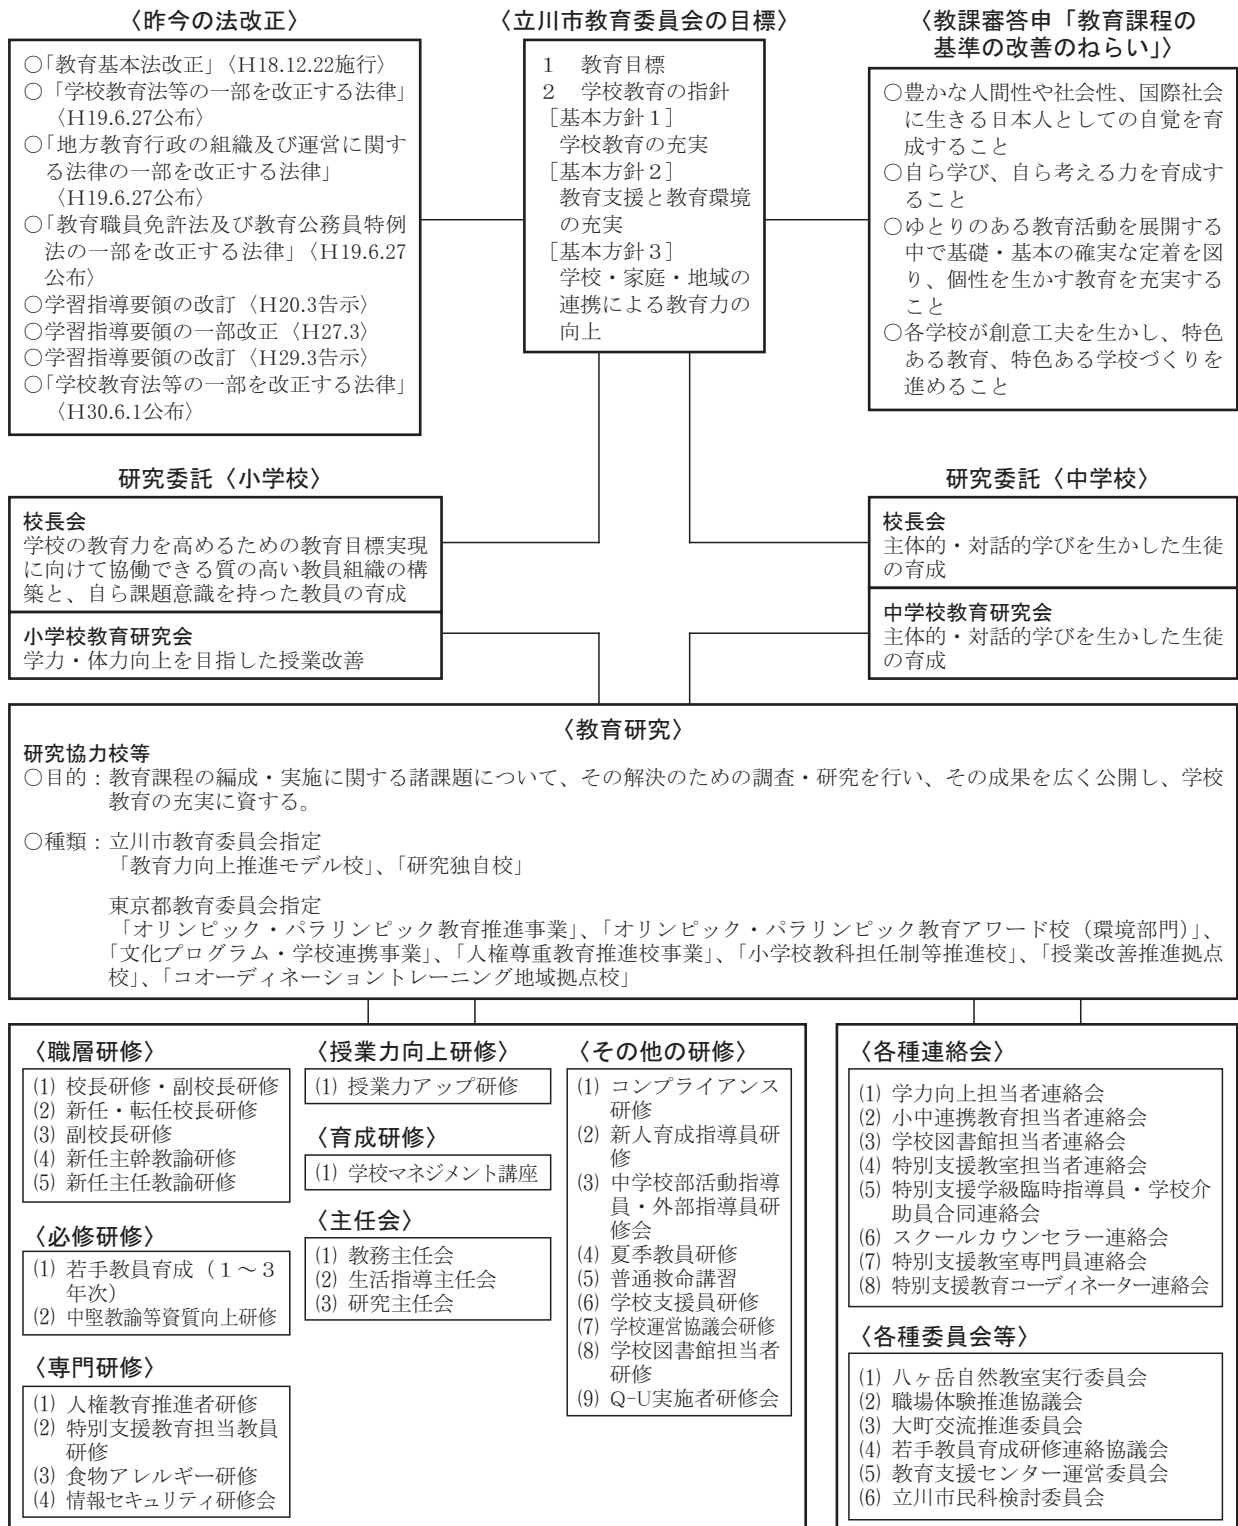 〈昨今の法改正〉
○「教育基本法改正」〈H18.12.22施行〉
○「学校教育法等の一部を改正する法律」
〈H19.6.27公布〉
○「地方教育行政の組織及び運営に関す
る法律の一部を改正する法律」
〈H19.6.27公布〉
○「教育職員免許法及び教育公務員特例
法の一部を改正する法律」〈H19.6.27
公布〉
○学習指導要領の改訂〈H20.3告示〉
○学習指導要領の一部改正〈H27.3〉
○学習指導要領の改訂〈H29.3告示〉
○「学校教育法等の一部を改正する法律」
〈H30.6.1公布〉
〈立川市教育委員会の目標〉
1 教育目標
2 学校教育の指針
［基本方針１］
学校教育の充実
［基本方針２］
教育支援と教育環境
の充実
［基本方針３］
学校・家庭・地域の
連携による教育力の
向上
〈教課審答申「教育課程の
基準の改善のねらい」〉
○豊かな人間性や社会性、国際社会
に生きる日本人としての自覚を育
成すること
○自ら学び、自ら考える力を育成す
ること
○ゆとりのある教育活動を展開する
中で基礎・基本の確実な定着を図
り、個性を生かす教育を充実する
こと
○各学校が創意工夫を生かし、特色
ある教育、特色ある学校づくりを
進めること
研究委託〈小学校〉
校長会
学校の教育力を高めるための教育目標実現
に向けて協働できる質の高い教員組織の構
築と、自ら課題意識を持った教員の育成
小学校教育研究会
学力・体力向上を目指した授業改善
研究委託〈中学校〉
校長会
主体的・対話的学びを生かした生徒
の育成
中学校教育研究会
主体的・対話的学びを生かした生徒
の育成
〈教育研究〉
研究協力校等
○目的：教育課程の編成・実施に関する諸課題について、その解決のための調査・研究を行い、その成果を広く公開し、学校
教育の充実に資する。
○種類：立川市教育委員会指定
「教育力向上推進モデル校」、「研究独自校」
東京都教育委員会指定
「オリンピック・パラリンピック教育推進事業」、「オリンピック・パラリンピック教育アワード校（環境部門）」、
「文化プログラム・学校連携事業」、「人権尊重教育推進校事業」、「小学校教科担任制等推進校」、「授業改善推進拠点
校」、「コオーディネーショントレーニング地域拠点校」
〈職層研修〉
⑴ 校長研修・副校長研修
⑵ 新任・転任校長研修
⑶ 副校長研修
⑷ 新任主幹教諭研修
⑸ 新任主任教諭研修
〈必修研修〉
⑴ 若手教員育成（１～３
年次）
⑵ 中堅教諭等資質向上研修
〈専門研修〉
⑴ 人権教育推進者研修
⑵ 特別支援教育担当教員
研修
⑶ 食物アレルギー研修
⑷ 情報セキュリティ研修会
〈授業力向上研修〉
⑴ 授業力アップ研修
〈育成研修〉
⑴ 学校マネジメント講座
〈主任会〉
⑴ 教務主任会
⑵ 生活指導主任会
⑶ 研究主任会
〈その他の研修〉
⑴ コンプライアンス
研修
⑵ 新人育成指導員研
修
⑶ 中学校部活動指導
員・外部指導員研
修会
⑷ 夏季教員研修
⑸ 普通救命講習
⑹ 学校支援員研修
⑺ 学校運営協議会研修
⑻ 学校図書館担当者
研修
⑼ Q-U実施者研修会
〈各種連絡会〉
⑴ 学力向上担当者連絡会
⑵ 小中連携教育担当者連絡会
⑶ 学校図書館担当者連絡会
⑷ 特別支援教室担当者連絡会
⑸ 特別支援学級臨時指導員・学校介
助員合同連絡会
⑹ スクールカウンセラー連絡会
⑺ 特別支援教室専門員連絡会
⑻ 特別支援教育コーディネーター連絡会
〈各種委員会等〉
⑴ 八ヶ岳自然教室実行委員会
⑵ 職場体験推進協議会
⑶ 大町交流推進委員会
⑷ 若手教員育成研修連絡協議会
⑸ 教育支援センター運営委員会
⑹ 立川市民科検討委員会